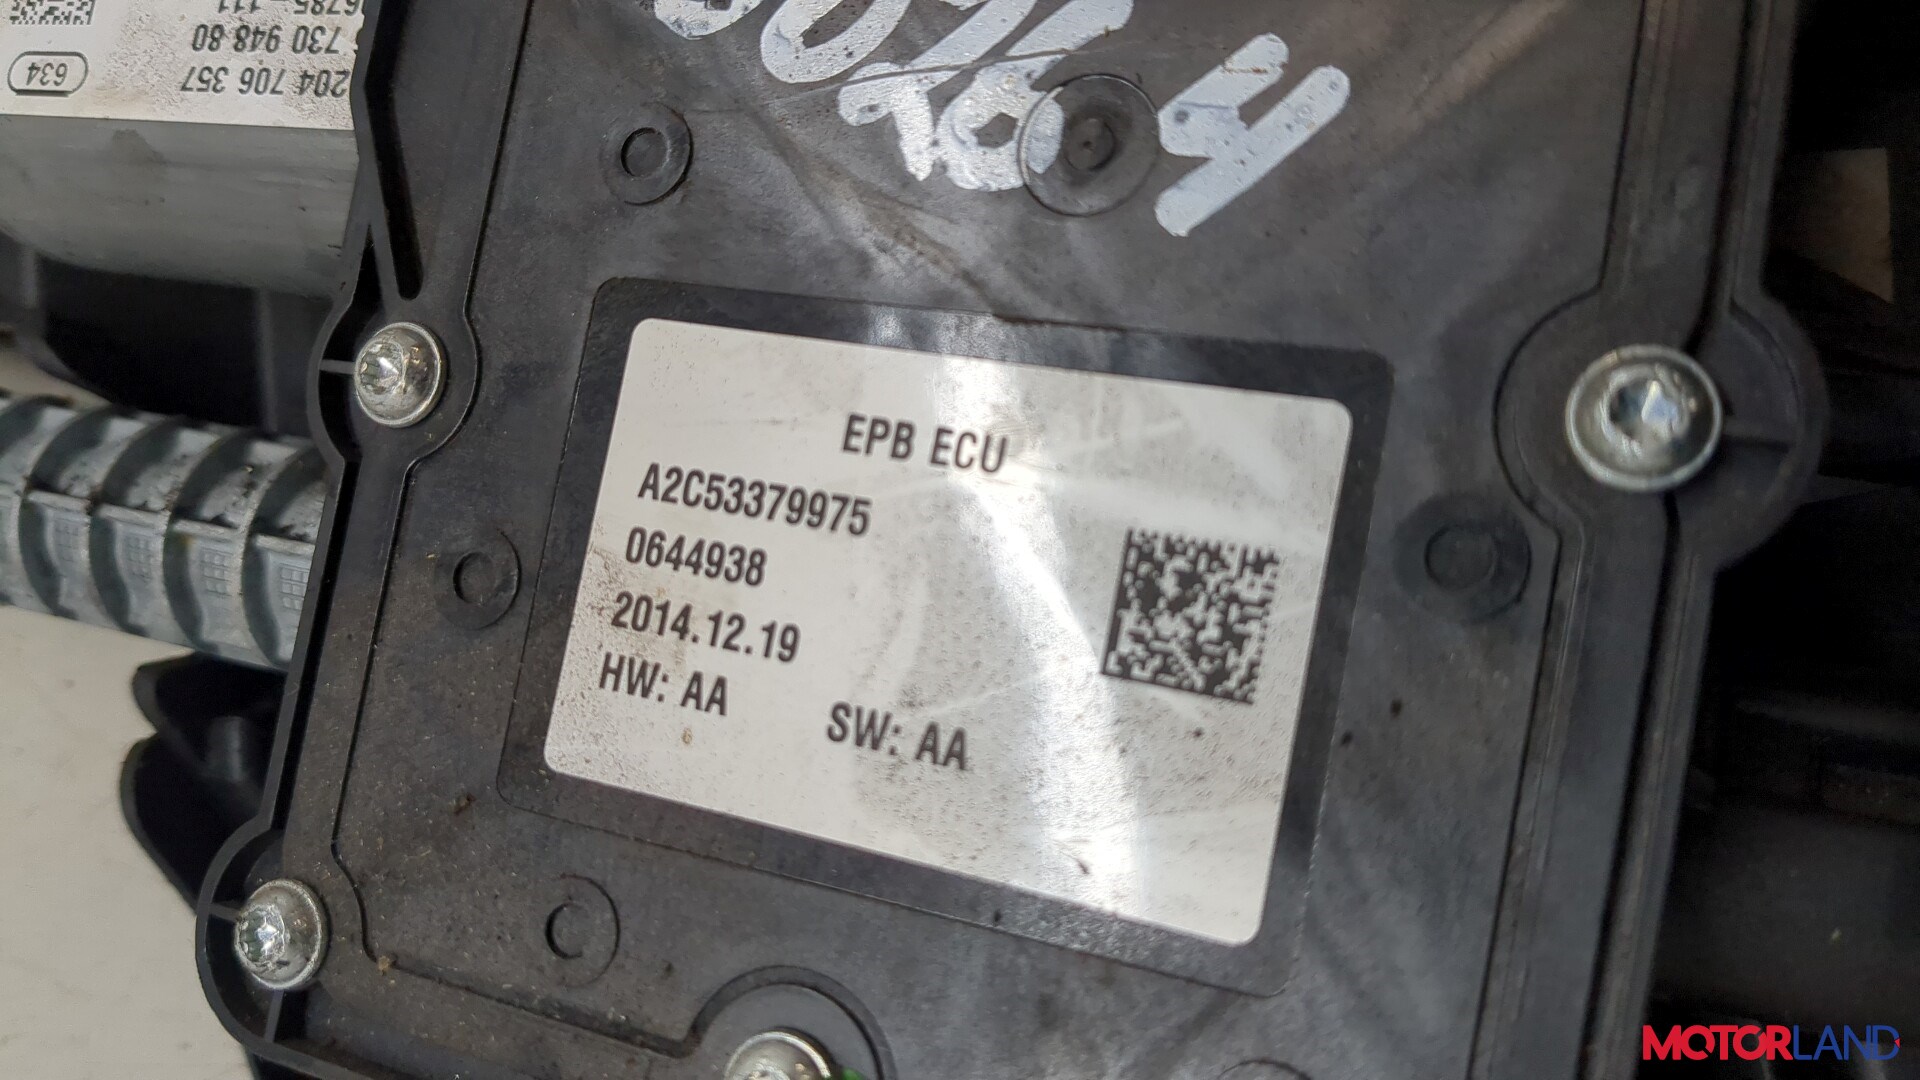 730 948 80
204 706 357
634
EPB ECU
A2C53379975
0644938
2014.12.19
HW: AA
SW: AA
MOTORLAND